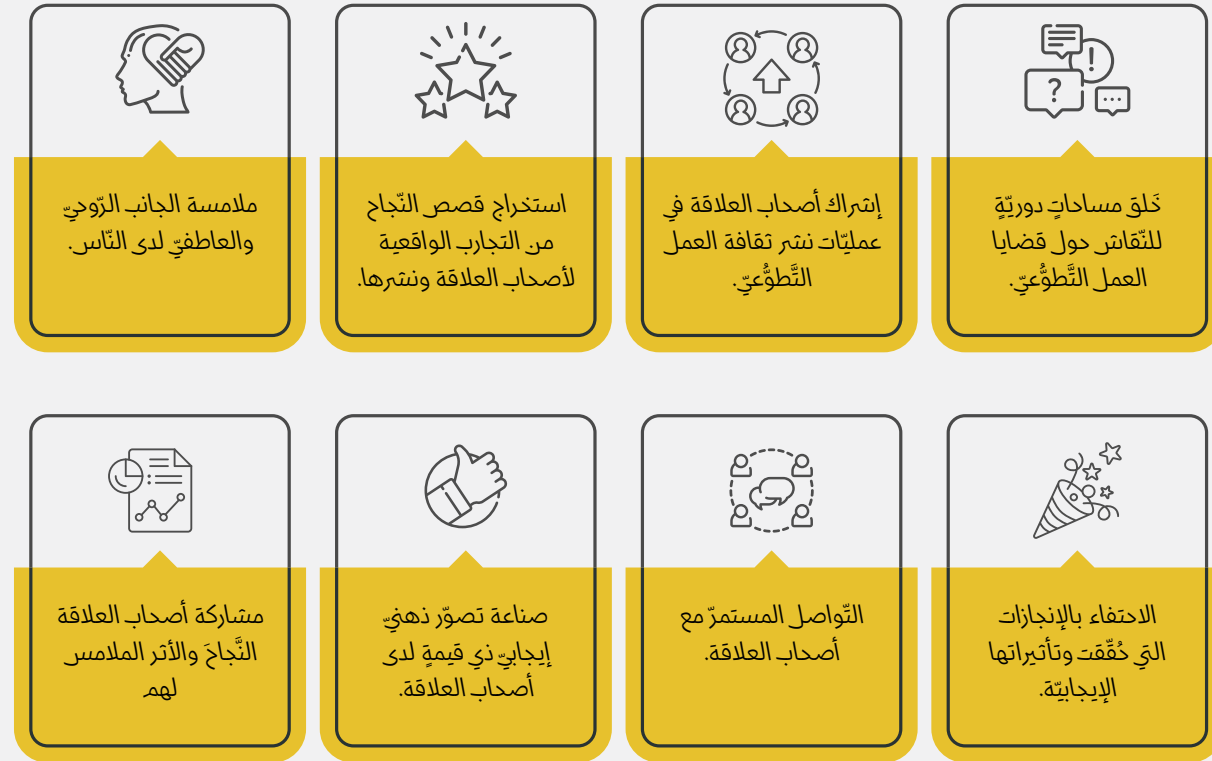 خَلق مساحاتٍ دوريّةٍ
للنّقاش حول قضايا
العمل التَّطوُّعيّ.
إشراك أصحاب العلاقة في
عمليّات نشر ثقافة العمل
التَّطوُّعيّ.
استخراج قصص النّجاح
من التجارب الواقعية
لأصحاب العلاقة ونشرها.
ملامسة الجانب الرّوحيّ
والعاطفيّ لدى النّاس.
الاحتفاء بالإنجازات
التي حُقّقت وتأثيراتها
الإيجابيّة.
التّواصل المستمرّ مع
أصحاب العلاقة.
صناعة تصوّر ذهنيّ
إيجابيّ ذي قيمةٍ لدى
أصحاب العلاقة.
مشاركة أصحاب العلاقة
النَّجاحَ والأثر الملامس
لهم